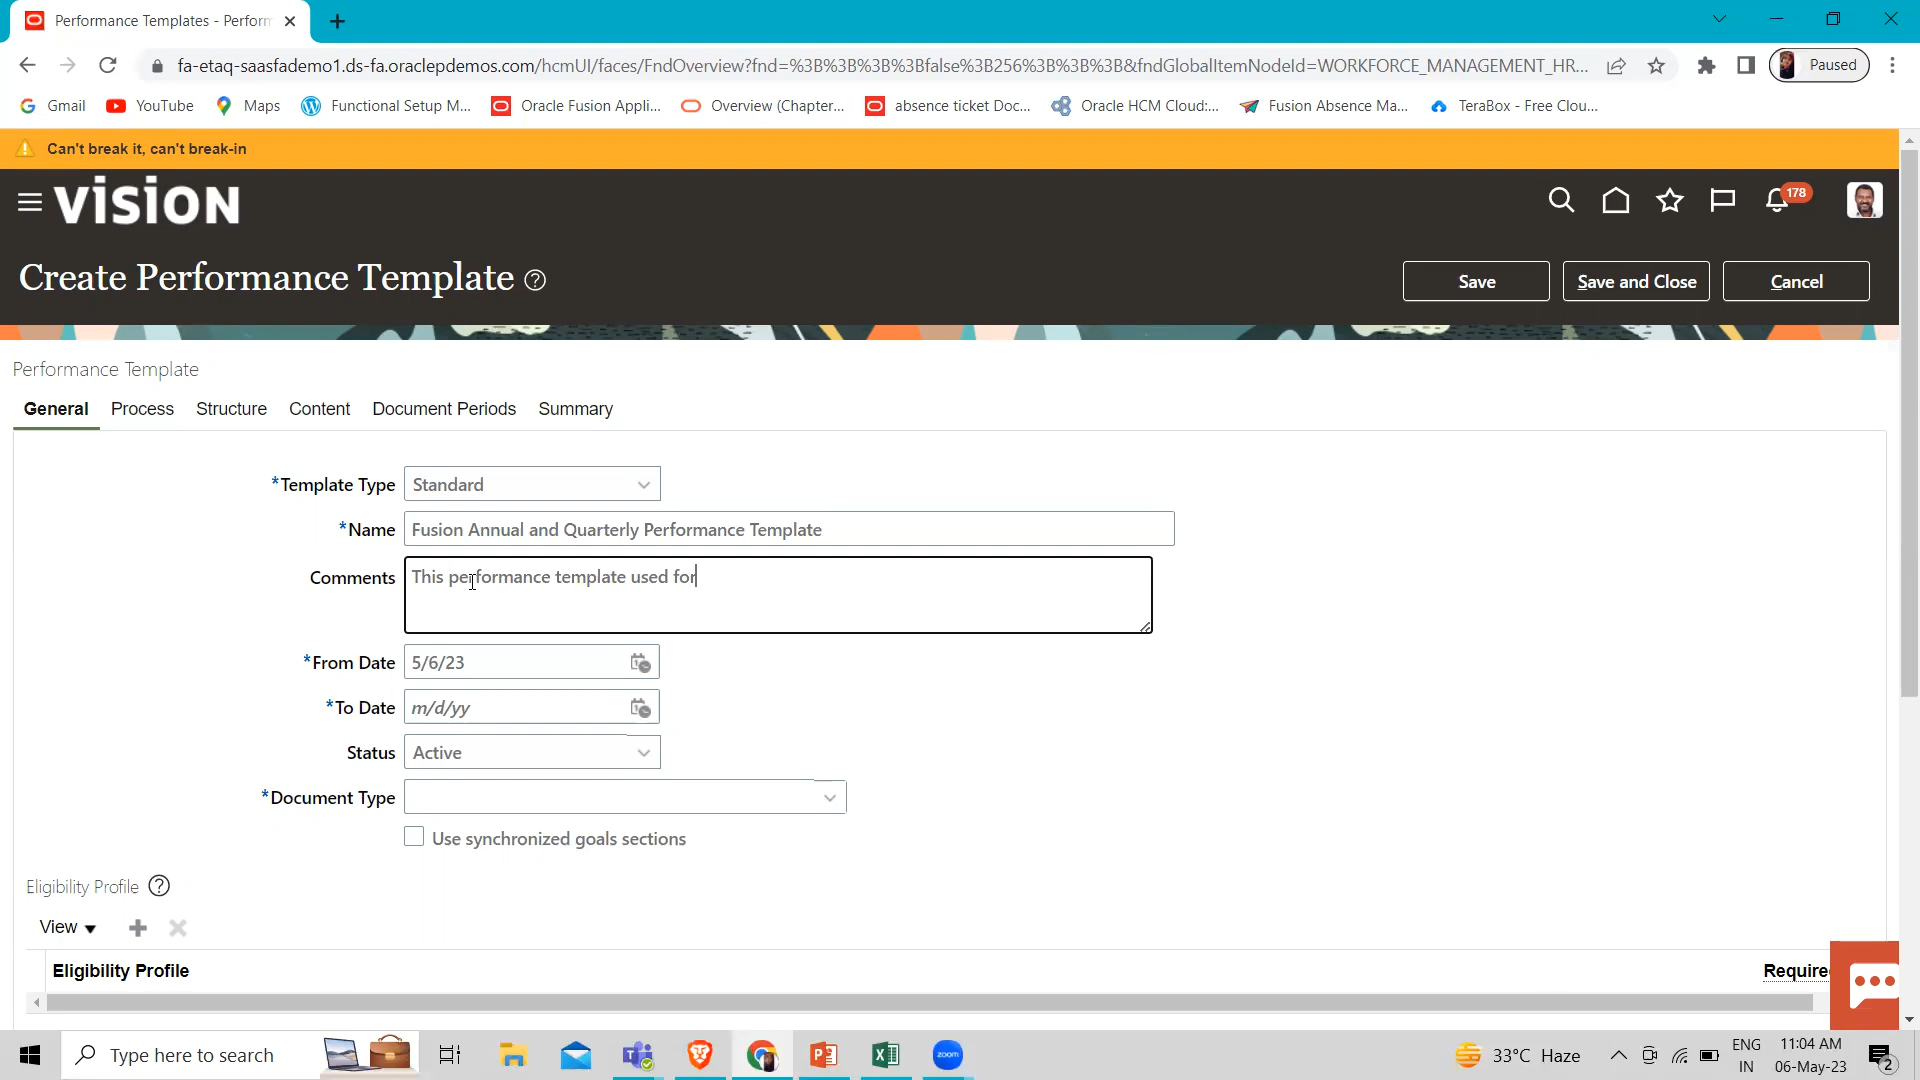 Performance Templates - Perform
fa-etaq-saasfademo1.ds-fa.oraclepdemos.com/hcmUI/faces/FndOverview?fnd=%3B%3B%3B%3Bfalse%3B256%3B%3B%3B&fndGlobalItemNodeId=WORKFORCE_MANAGEMENT_HR... Paused
Gmail YouTube Maps Functional Setup M... Oracle Fusion Appli... Overview (Chapter... absence ticket Doc... Oracle HCM Cloud:... Fusion Absence Ma... TeraBox - Free Clou...
Can't break it, can't break-in
VISION 178
Create Performance Template ? Save Save and Close Cancel
Performance Template
General Process Structure Content Document Periods Summary
*Template Type Standard
*Name Fusion Annual and Quarterly Performance Template
Comments This performance template used for
*From Date 5/6/23
*To Date m/d/yy
Status Active
*Document Type
Use synchronized goals sections
Eligibility Profile ?
View
Eligibility Profile Require
Type here to search zoom 33°C Haze ENG IN 11:04 AM 06-May-23 2